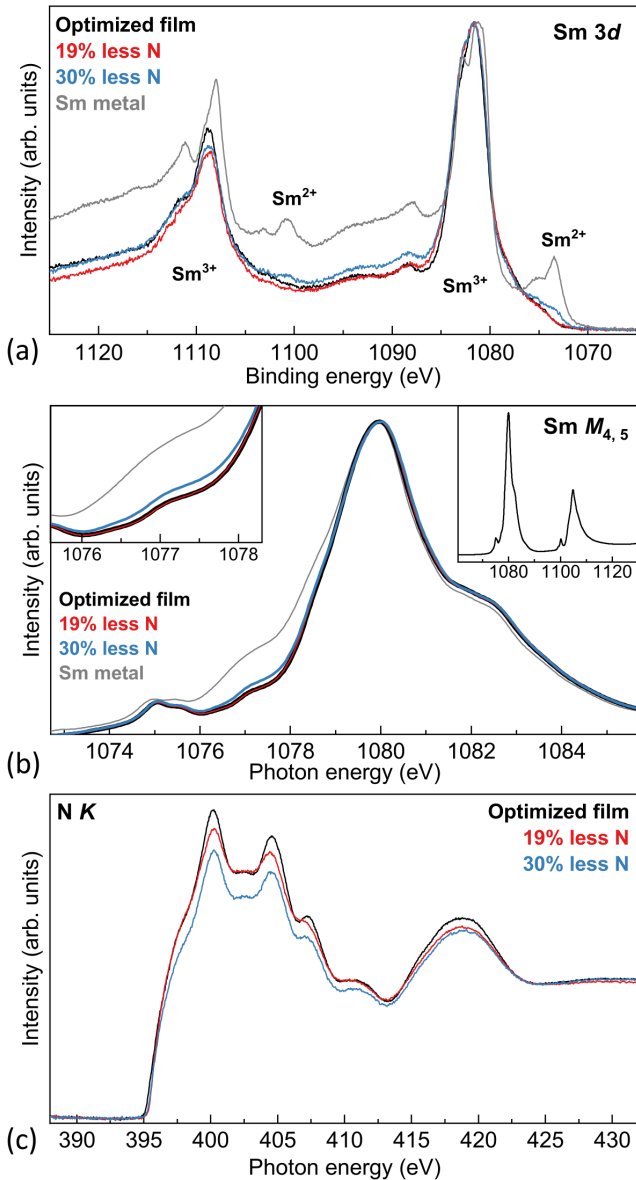 Optimized film
19% less N
30% less N
Sm metal
Sm 3d
Sm2+
Sm2+
Sm3+
Sm3+
Intensity (arb. units)
1120 1110 1100 1090 1080 1070
Binding energy (eV)
(a)
Sm M4, 5
1076 1077 1078
1080 1100 1120
Optimized film
19% less N
30% less N
Sm metal
Intensity (arb. units)
1074 1076 1078 1080 1082 1084
Photon energy (eV)
(b)
N K
Optimized film
19% less N
30% less N
Intensity (arb. units)
390 395 400 405 410 415 420 425 430
Photon energy (eV)
(c)